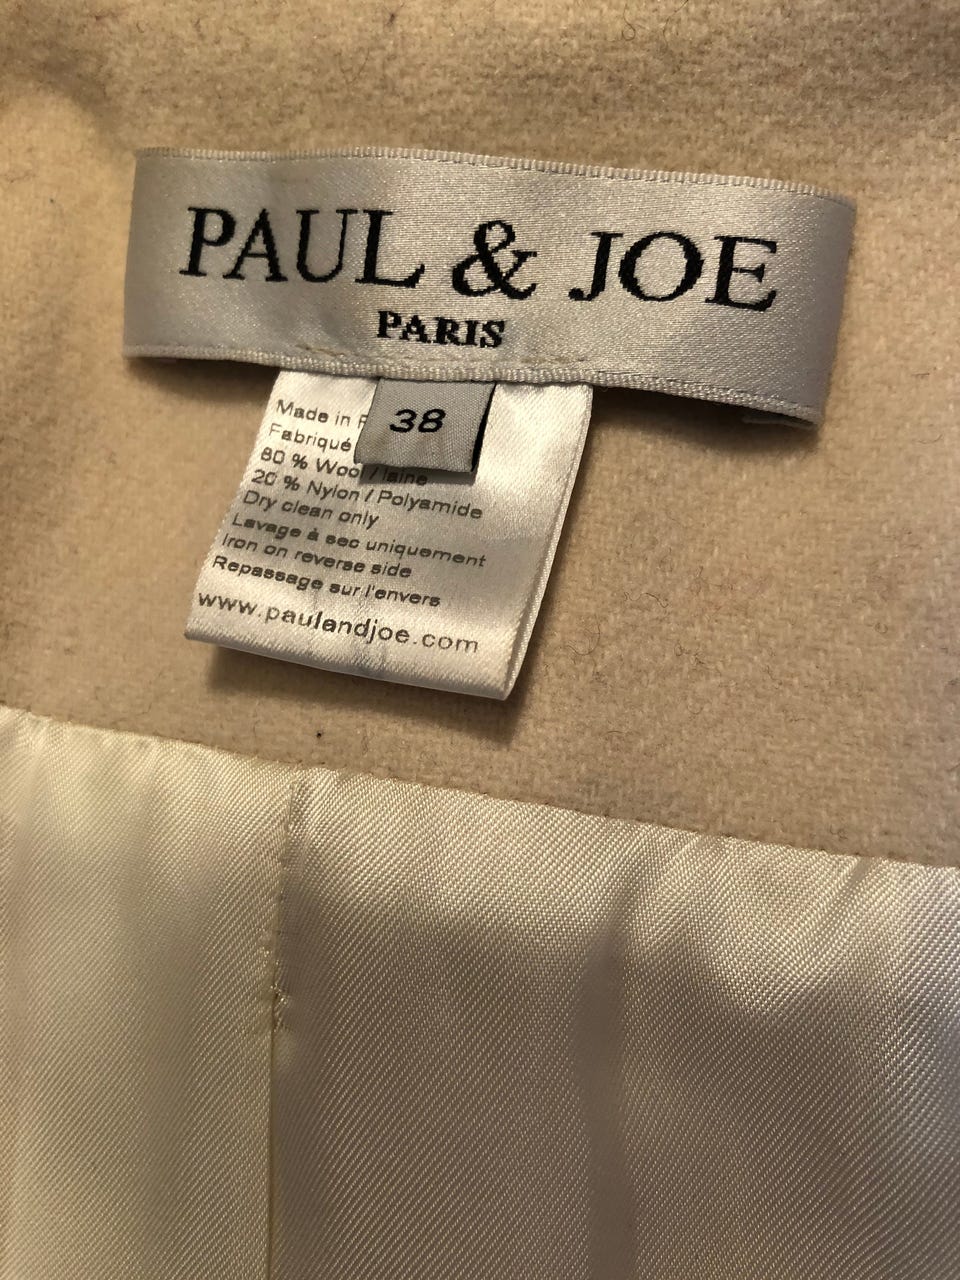 PAUL & JOE
PARIS
38
Made in
Fabriqué
80 % Wool / laine
20 % Nylon / Polyamide
Dry clean only
Lavage à sec uniquement
Iron on reverse side
Repassage sur l'envers
www.paulandjoe.com